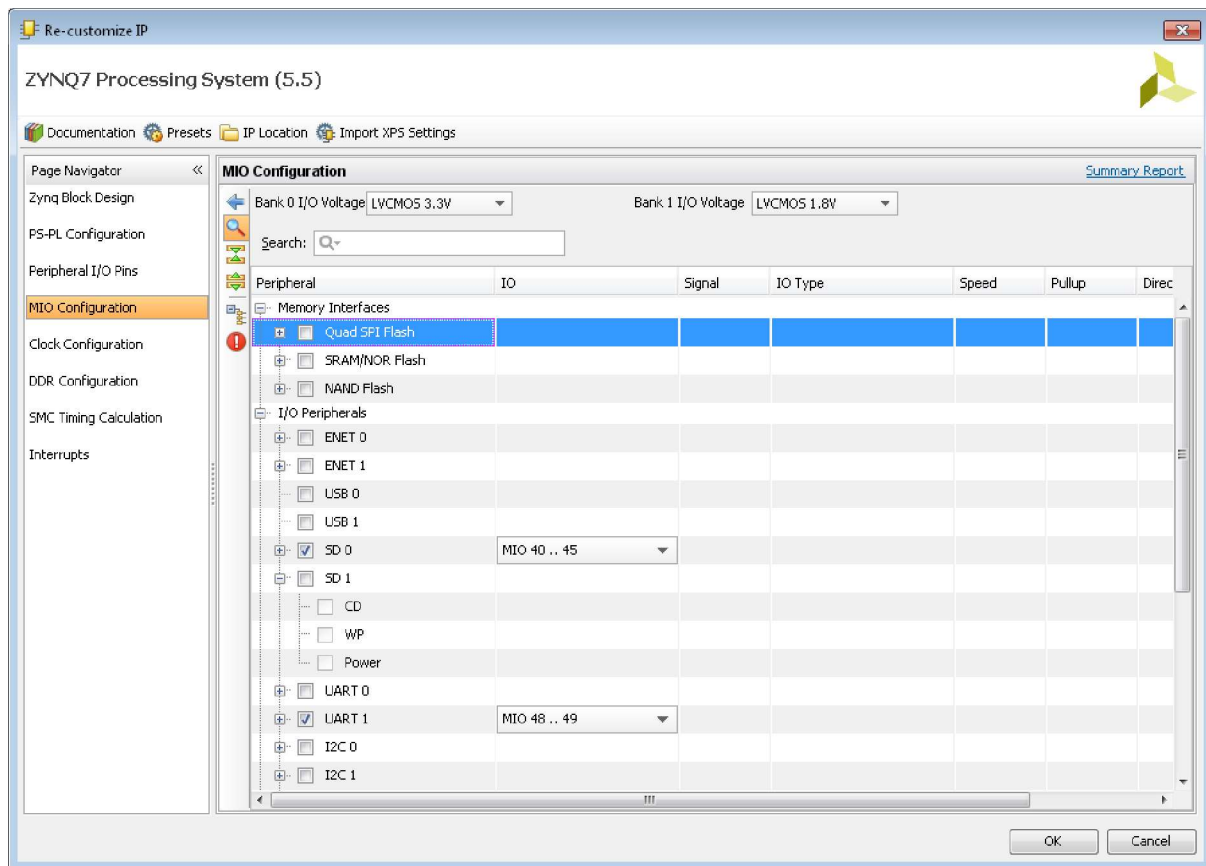 Re-customize IP
ZYNQ7 Processing System (5.5)
Documentation Presets IP Location Import XPS Settings
Page Navigator
Zynq Block Design
PS-PL Configuration
Peripheral I/O Pins
MIO Configuration
Clock Configuration
DDR Configuration
SMC Timing Calculation
Interrupts
MIO Configuration Summary Report
Bank 0 I/O Voltage LVCMOS 3.3V Bank 1 I/O Voltage LVCMOS 1.8V
Search:
Peripheral IO Signal IO Type Speed Pullup Direc
Memory Interfaces
Quad SPI Flash
SRAM/NOR Flash
NAND Flash
I/O Peripherals
ENET 0
ENET 1
USB 0
USB 1
SD 0 MIO 40 .. 45
SD 1
CD
WP
Power
UART 0
UART 1 MIO 48 .. 49
I2C 0
I2C 1
OK Cancel